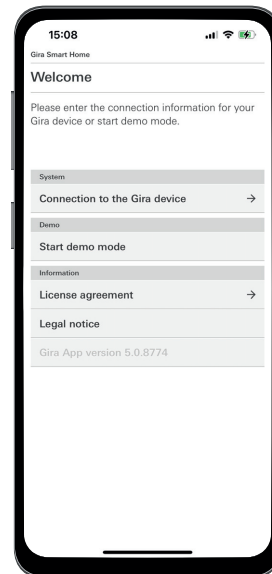 15:08
Gira Smart Home
Welcome
Please enter the connection information for your
Gira device or start demo mode.
System
Connection to the Gira device
Demo
Start demo mode
Information
License agreement
Legal notice
Gira App version 5.0.8774